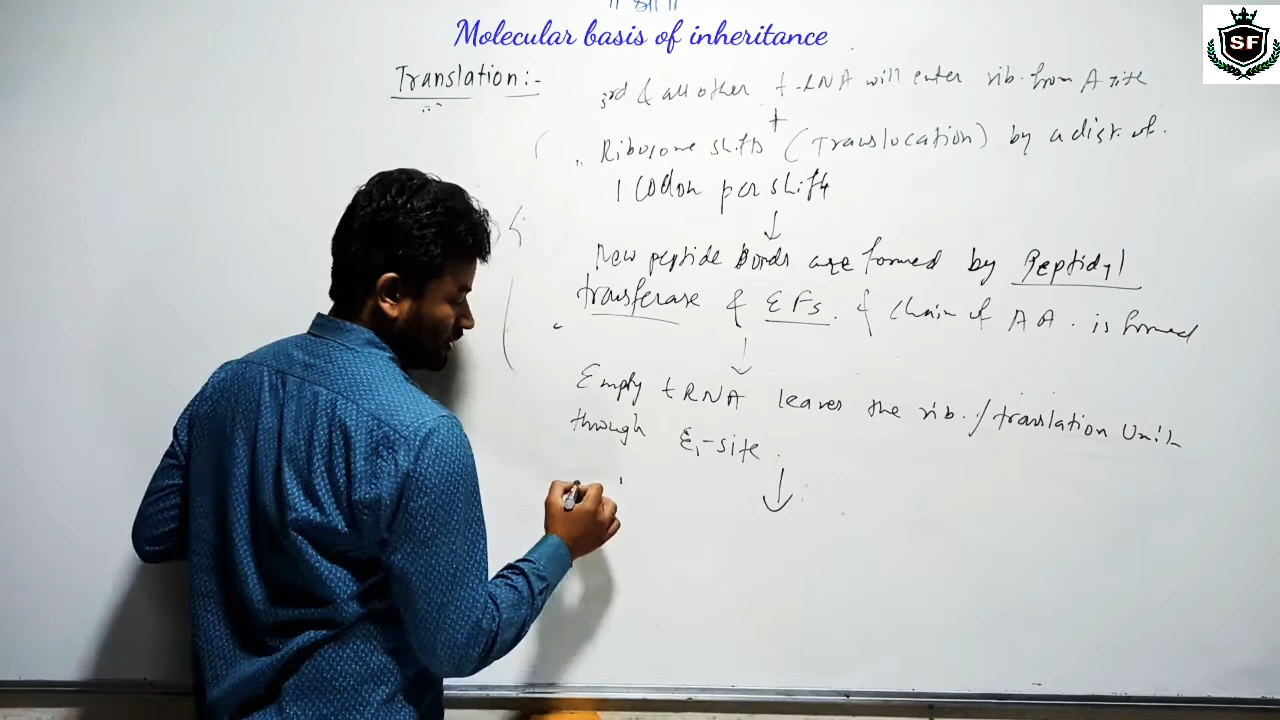 Molecular basis of inheritance
SF
Translation:-
3rd & all other t-RNA will enter rib. from A site
+
Ribosome shifts (Translocation) by a dist. of.
1 codon per shift
↓
New peptide Bonds are formed by Peptidyl
transferase & EFs. & chain of AA. is formed
↓
Empty tRNA leaves the rib./translation Unit
through E-site.
↓